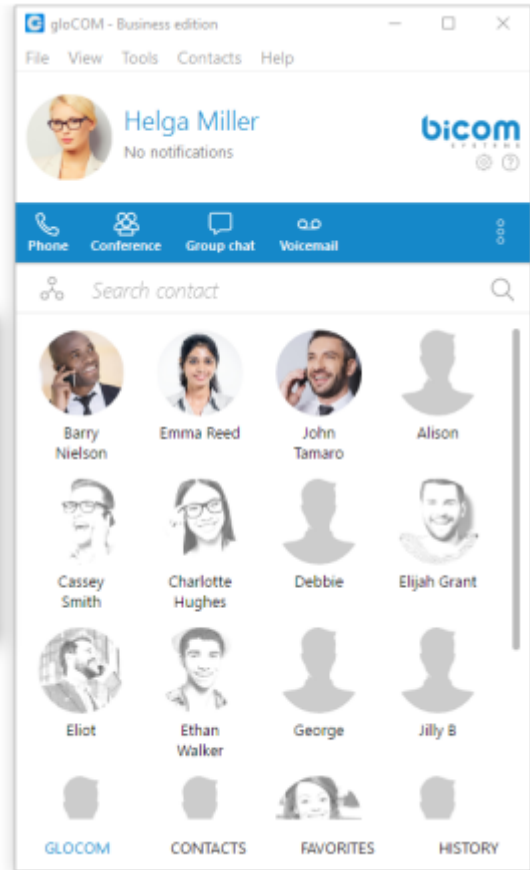 gloCOM - Business edition
File View Tools Contacts Help
Helga Miller
No notifications
bicom
SYSTEMS
Phone Conference Group chat Voicemail
Search contact
Barry Nielson
Emma Reed
John Tamaro
Alison
Cassey Smith
Charlotte Hughes
Debbie
Elijah Grant
Eliot
Ethan Walker
George
Jilly B
GLOCOM CONTACTS FAVORITES HISTORY